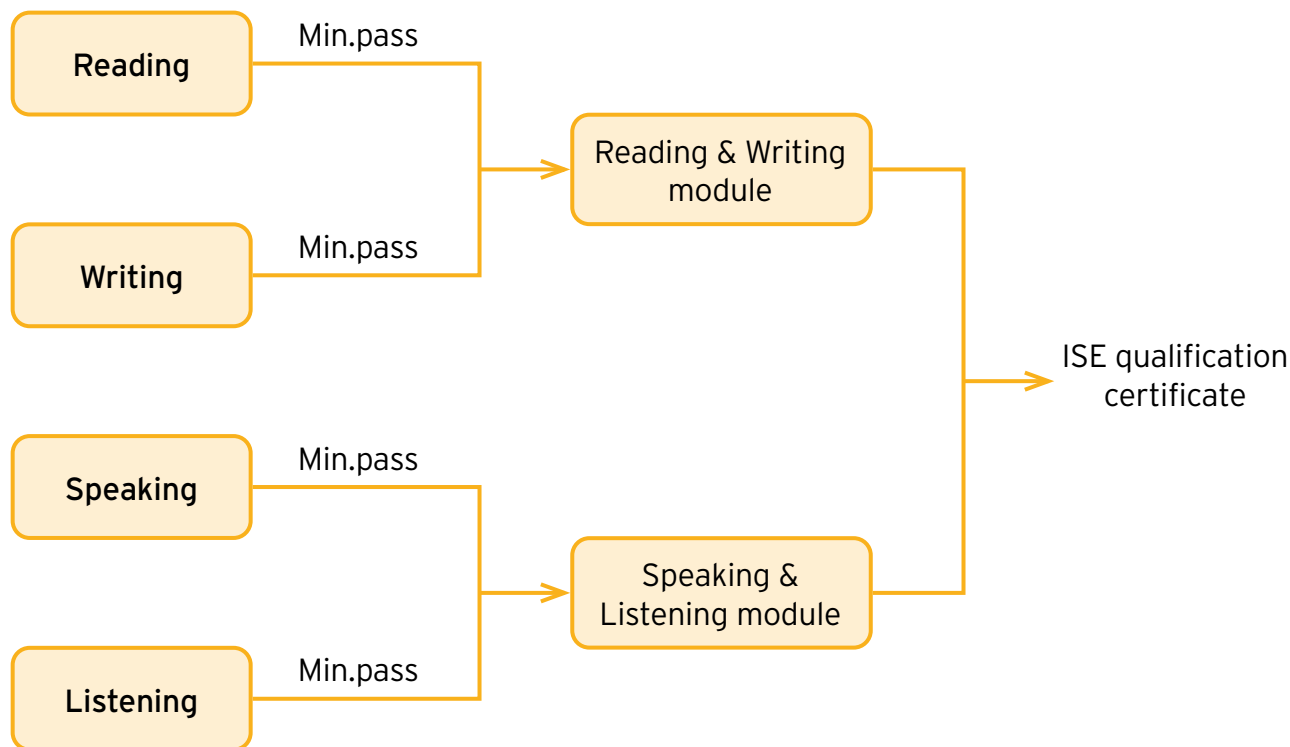 Min.pass
Reading
Reading & Writing
module
Min.pass
Writing
ISE qualification
certificate
Min.pass
Speaking
Speaking &
Listening module
Min.pass
Listening